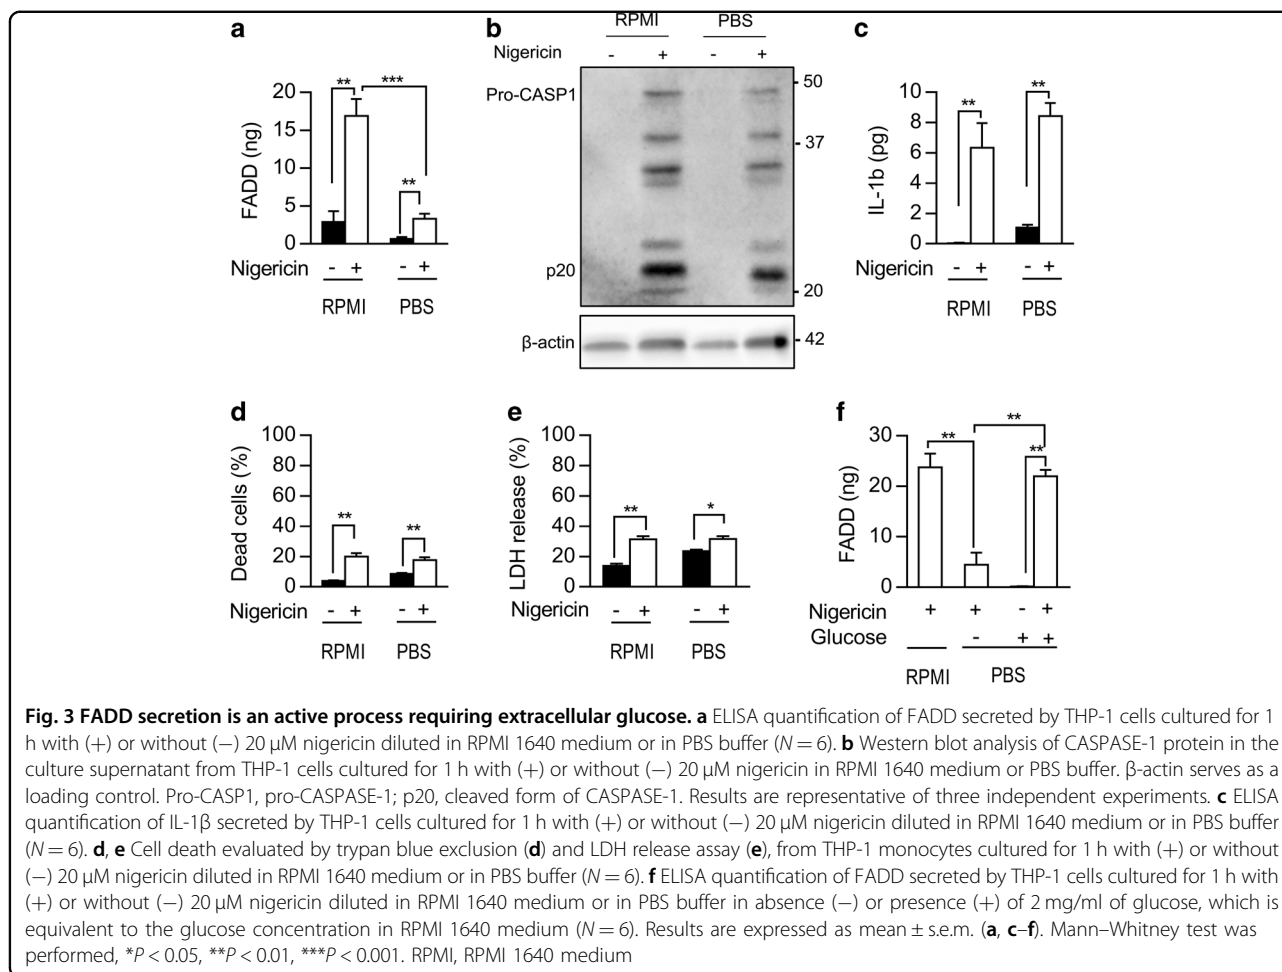 a
FADD (ng)
20
15
10
5
0
**
***
**
Nigericin - + - +
RPMI PBS
b
RPMI PBS
Nigericin - + - +
Pro-CASP1
p20
β-actin
- 50
- 37
- 20
- 42
c
IL-1b (pg)
10
8
6
4
2
0
**
**
Nigericin - + - +
RPMI PBS
d
Dead cells (%)
100
80
60
40
20
0
**
**
Nigericin - + - +
RPMI PBS
e
LDH release (%)
100
80
60
40
20
0
**
*
Nigericin - + - +
RPMI PBS
f
FADD (ng)
30
20
10
0
**
**
**
Nigericin + + - +
Glucose - + +
RPMI PBS
Fig. 3 FADD secretion is an active process requiring extracellular glucose. a ELISA quantification of FADD secreted by THP-1 cells cultured for 1
h with (+) or without (−) 20 µM nigericin diluted in RPMI 1640 medium or in PBS buffer (N = 6). b Western blot analysis of CASPASE-1 protein in the
culture supernatant from THP-1 cells cultured for 1 h with (+) or without (−) 20 µM nigericin in RPMI 1640 medium or PBS buffer. β-actin serves as a
loading control. Pro-CASP1, pro-CASPASE-1; p20, cleaved form of CASPASE-1. Results are representative of three independent experiments. c ELISA
quantification of IL-1β secreted by THP-1 cells cultured for 1 h with (+) or without (−) 20 µM nigericin diluted in RPMI 1640 medium or in PBS buffer
(N = 6). d, e Cell death evaluated by trypan blue exclusion (d) and LDH release assay (e), from THP-1 monocytes cultured for 1 h with (+) or without
(−) 20 µM nigericin diluted in RPMI 1640 medium or in PBS buffer (N = 6). f ELISA quantification of FADD secreted by THP-1 cells cultured for 1 h with
(+) or without (−) 20 µM nigericin diluted in RPMI 1640 medium or in PBS buffer in absence (−) or presence (+) of 2 mg/ml of glucose, which is
equivalent to the glucose concentration in RPMI 1640 medium (N = 6). Results are expressed as mean ± s.e.m. (a, c–f). Mann–Whitney test was
performed, *P < 0.05, **P < 0.01, ***P < 0.001. RPMI, RPMI 1640 medium